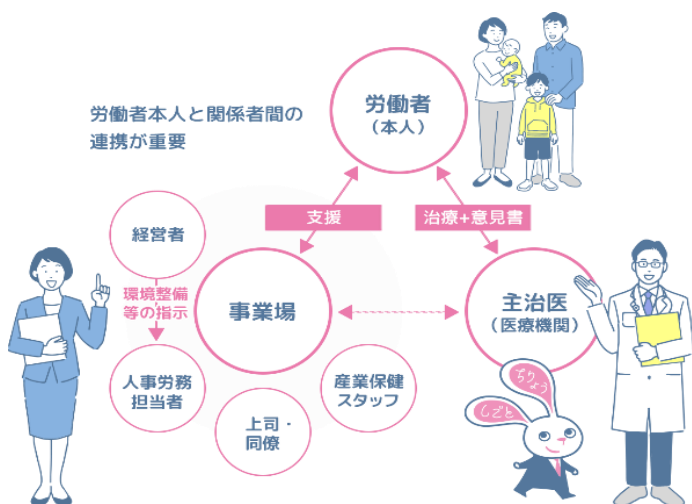 労働者本人と関係者間の
連携が重要
労働者
（本人）
支援
治療+意見書
経営者
環境整備
等の指示
事業場
主治医
（医療機関）
人事労務
担当者
上司・
同僚
産業保健
スタッフ
ちりょう
しごと